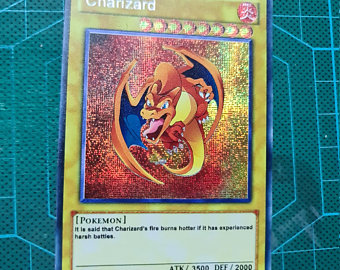 Charizard
炎
[POKEMON]
It is said that Charizard's fire burns hotter if it has experienced
harsh battles.
ATK / 3500 DEF / 2000